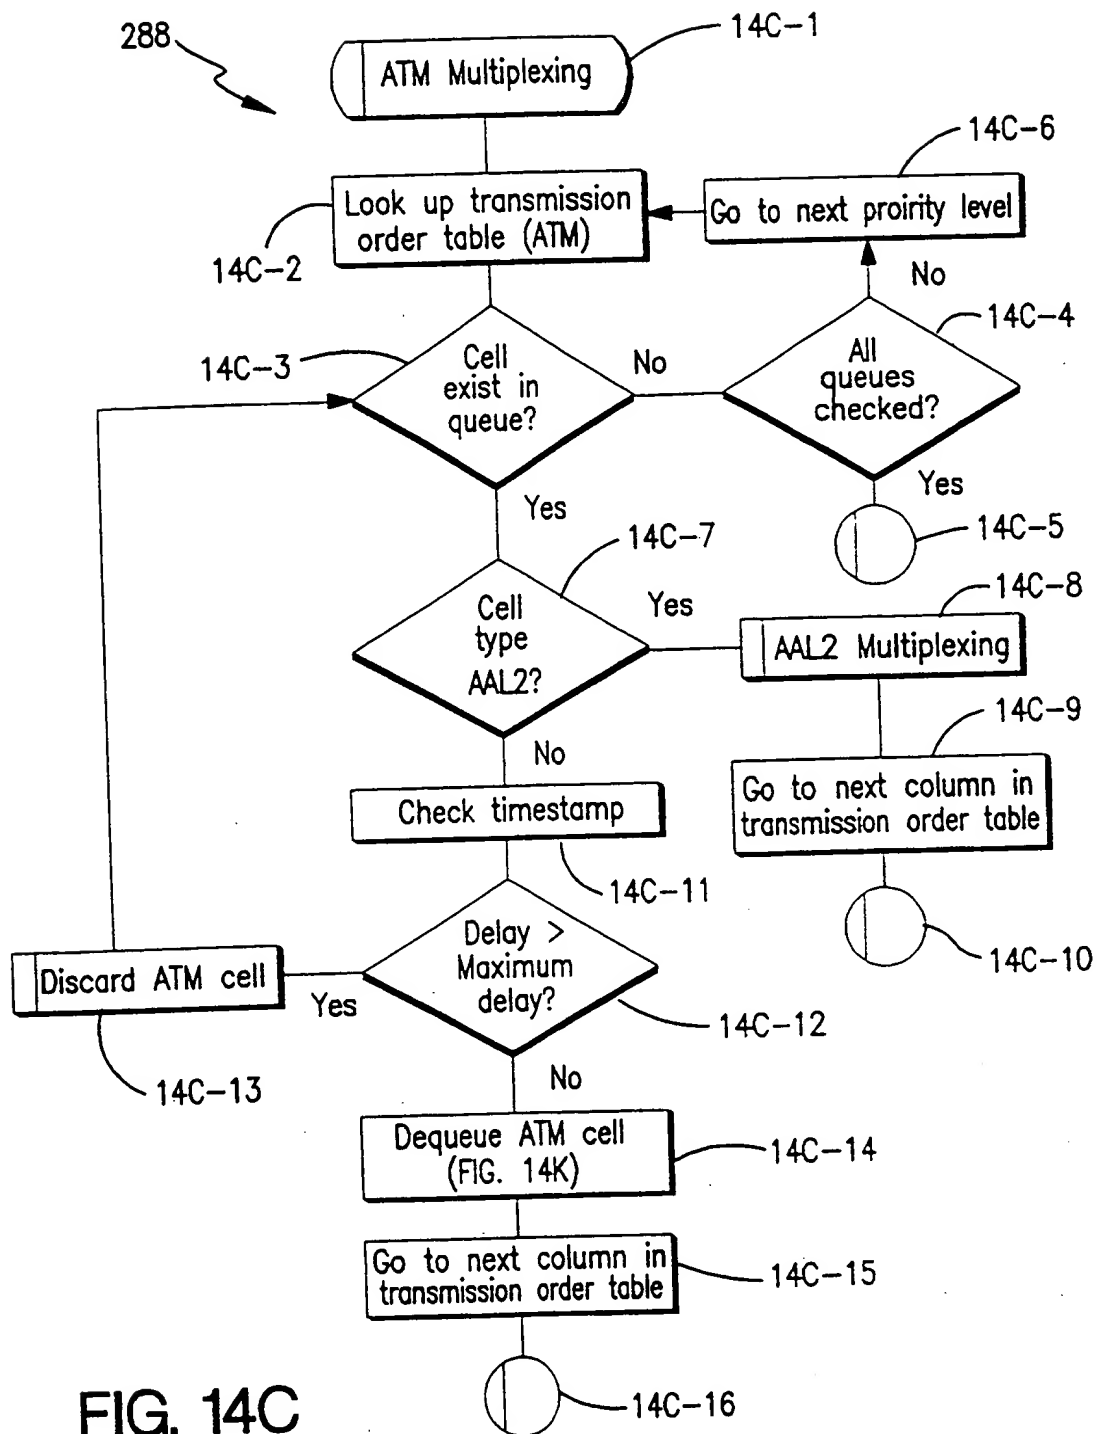 288
14C-1
ATM Multiplexing
14C-6
Look up transmission
order table (ATM)
Go to next proirity level
14C-2
No
14C-4
14C-3
Cell
exist in
queue?
No
All
queues
checked?
Yes
Yes
14C-5
14C-7
14C-8
Cell
type
AAL2?
Yes
AAL2 Multiplexing
14C-9
No
Go to next column in
transmission order table
Check timestamp
14C-11
14C-10
Delay >
Maximum
delay?
Discard ATM cell
Yes
14C-12
14C-13
No
Dequeue ATM cell
(FIG. 14K)
14C-14
Go to next column in
transmission order table
14C-15
14C-16
FIG. 14C